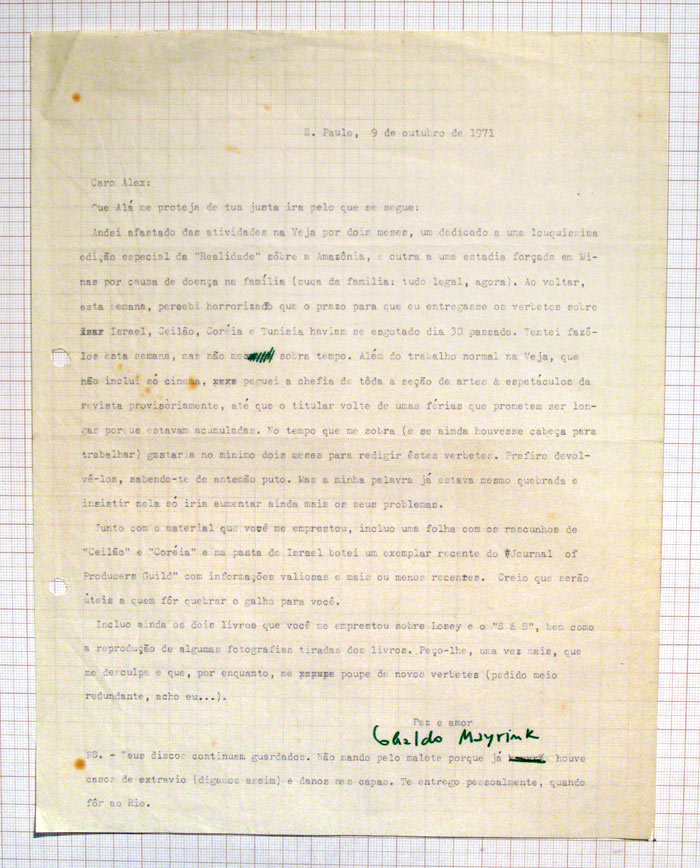 S. Paulo, 9 de outubro de 1971
Caro Alex:
Que Alá me proteja de tua justa ira pelo que se segue:
Andei afastado das atividades na Veja por dois meses, um dedicado a uma louquissima
edição especial da "Realidade" sôbre a Amazônia, e outra a uma estadia forçada em Mi-
nas por causa de doença na família (cuca da familia: tudo legal, agora). Ao voltar,
esta semana, percebi horrorizado que o prazo para que eu entregasse os verbetes sobre
Israel, Ceilão, Coréia e Tunisia haviam se esgotado dia 30 passado. Tentei fazê-
los esta semana, mas não me sobra tempo. Além do trabalho normal na Veja, que
não inclui só cinema, peguei a chefia de tôda a seção de artes & espetáculos da
revista provisòriamente, até que o titular volte de umas férias que prometem ser lon-
gas porque estavam acumuladas. No tempo que me sobra (e se ainda houvesse cabeça para
trabalhar) gastaria no minimo dois meses para redigir êstes verbetes. Prefiro devol-
vê-los, sabendo-te de antemão puto. Mas a minha palavra já estava mesmo quebrada e
insistir nela só iria aumentar ainda mais os seus problemas.
Junto com o material que você me emprestou, incluo uma folha com os rascunhos de
"Ceilão" e "Coréia" e na pasta de Israel botei um exemplar recente do "Journal of
Producers Guild" com informações valiosas e mais ou menos recentes. Creio que serão
úteis a quem fôr quebrar o galho para você.
Incluo ainda os dois livros que você me emprestou sobre Losey e o "S & S", bem como
a reprodução de algumas fotografias tiradas dos livros. Peço-lhe, uma vez mais, que
me desculpe e que, por enquanto, me poupe de novos verbetes (pedido meio
redundante, acho eu...).
Paz e amor
Geraldo Mayrink
PS. - Teus discos continuam guardados. Não mando pelo malote porque já houve
casos de extravio (digamos assim) e danos nas capas. Te entrego pessoalmente, quando
fôr ao Rio.